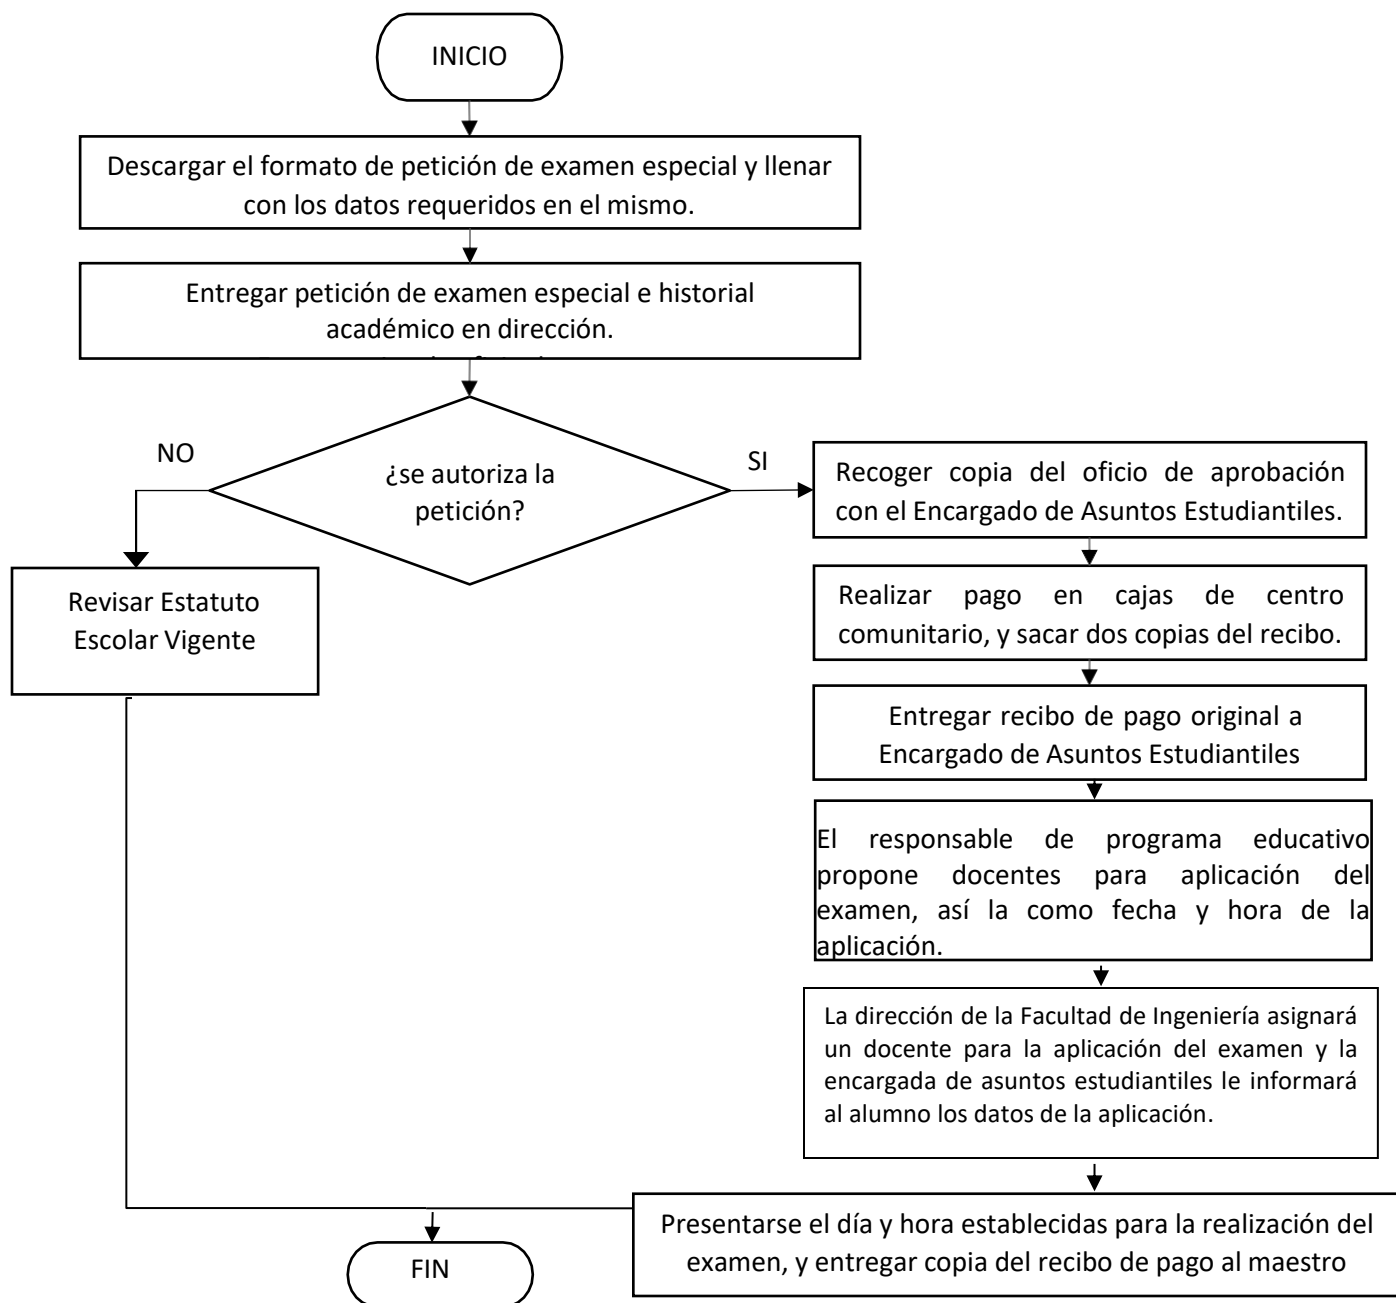 INICIO
Descargar el formato de petición de examen especial y llenar
con los datos requeridos en el mismo.
Entregar petición de examen especial e historial
académico en dirección.
NO
¿se autoriza la
petición?
SI
Revisar Estatuto
Escolar Vigente
Recoger copia del oficio de aprobación
con el Encargado de Asuntos Estudiantiles.
Realizar pago en cajas de centro
comunitario, y sacar dos copias del recibo.
Entregar recibo de pago original a
Encargado de Asuntos Estudiantiles
El responsable de programa educativo
propone docentes para aplicación del
examen, así la como fecha y hora de la
aplicación.
La dirección de la Facultad de Ingeniería asignará
un docente para la aplicación del examen y la
encargada de asuntos estudiantiles le informará
al alumno los datos de la aplicación.
Presentarse el día y hora establecidas para la realización del
examen, y entregar copia del recibo de pago al maestro
FIN